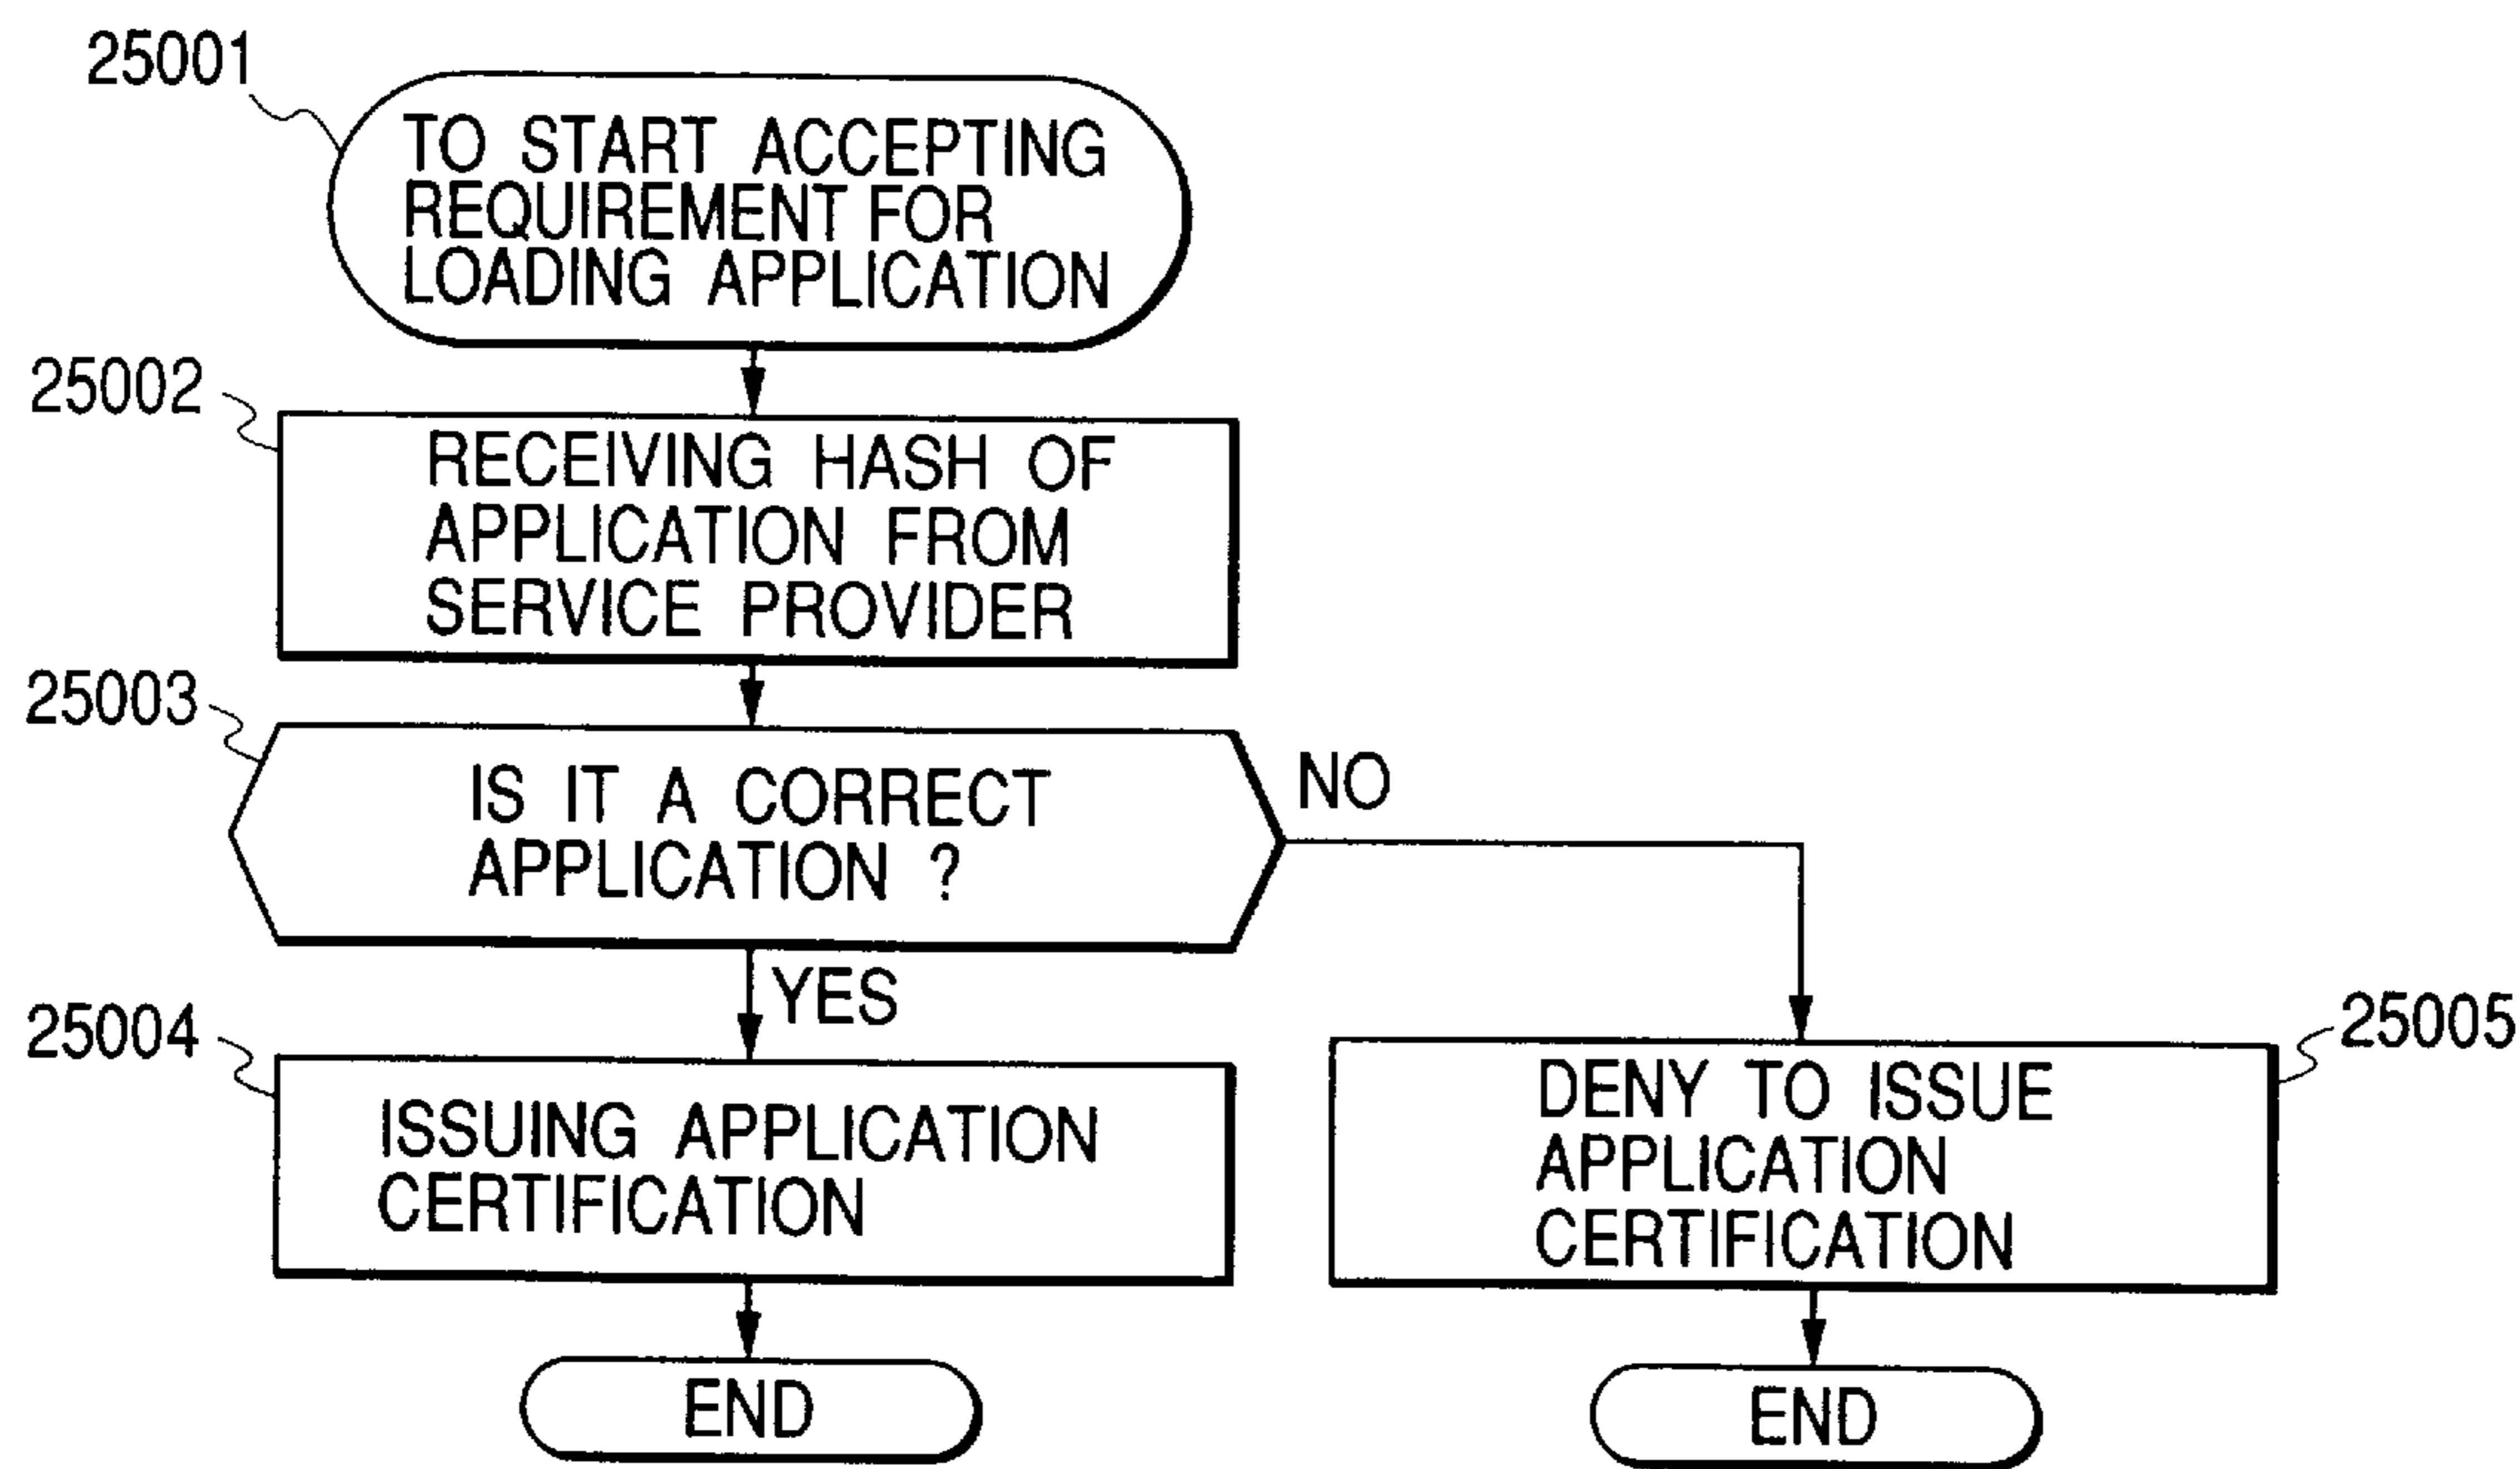 25001
TO START ACCEPTING
REQUIREMENT FOR
LOADING APPLICATION
25002
RECEIVING HASH OF
APPLICATION FROM
SERVICE PROVIDER
25003
IS IT A CORRECT
APPLICATION ?
NO
YES
25004
ISSUING APPLICATION
CERTIFICATION
25005
DENY TO ISSUE
APPLICATION
CERTIFICATION
END
END